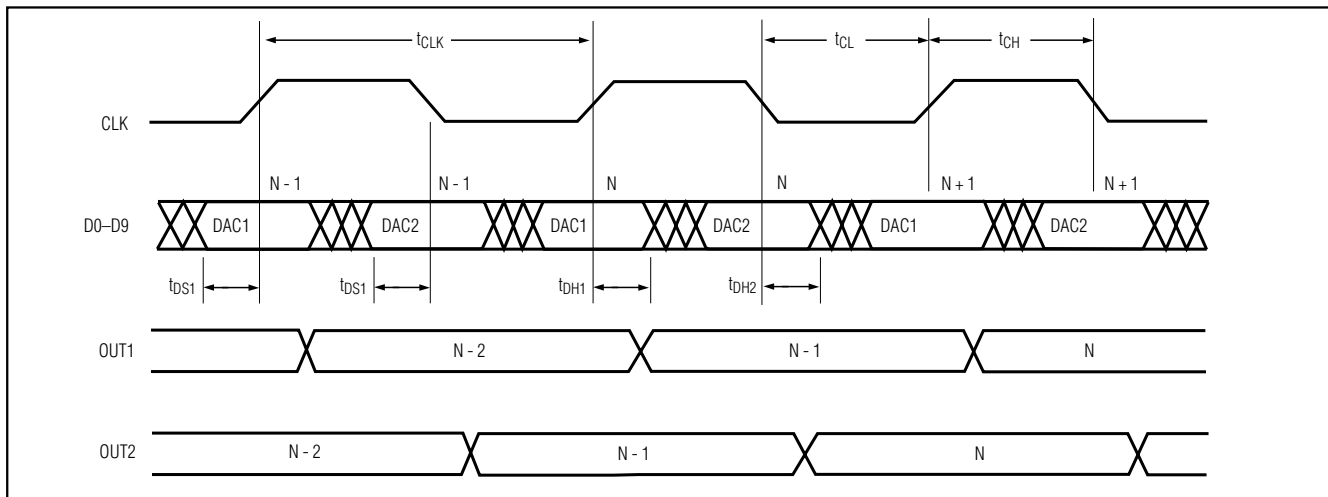 tCLK tCL tCH
CLK
N - 1 N - 1 N N N + 1 N + 1
D0–D9 DAC1 DAC2 DAC1 DAC2 DAC1 DAC2
tDS1 tDS1 tDH1 tDH2
OUT1 N - 2 N - 1 N
OUT2 N - 2 N - 1 N